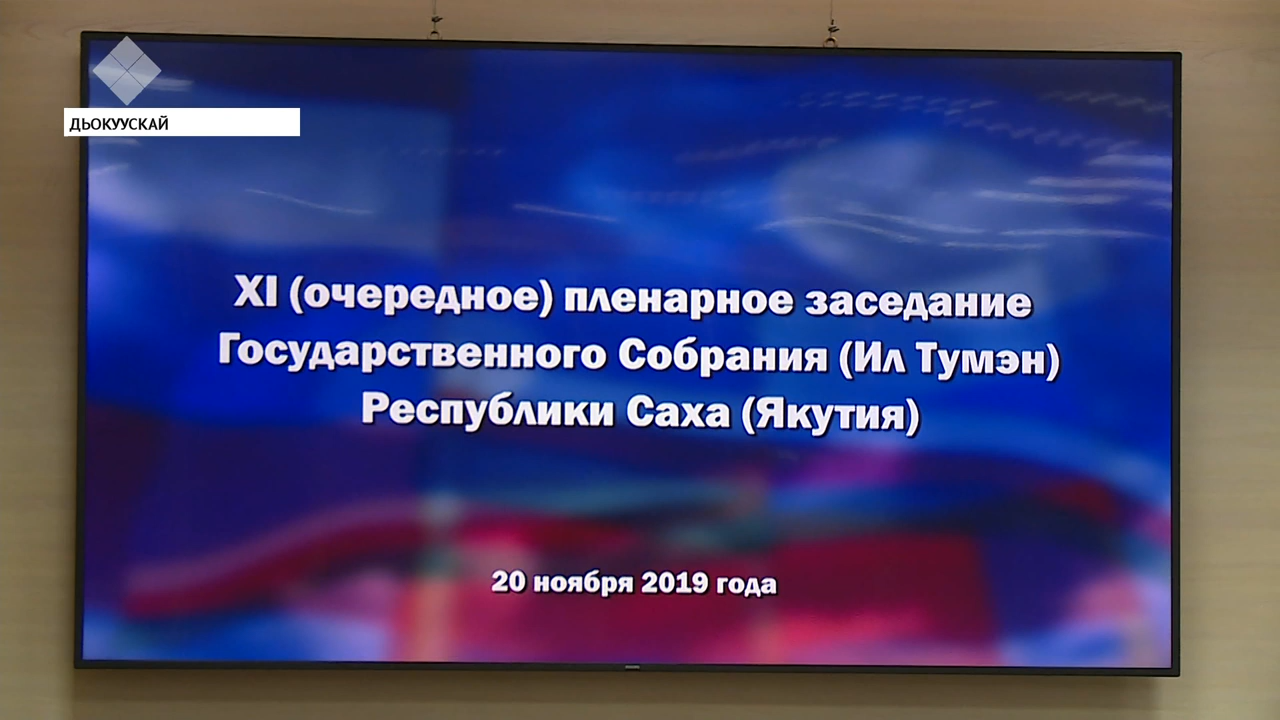 ДЬОКУУСКАЙ
XI (очередное) пленарное заседание
Государственного Собрания (Ил Тумэн)
Республики Саха (Якутия)
20 ноября 2019 года